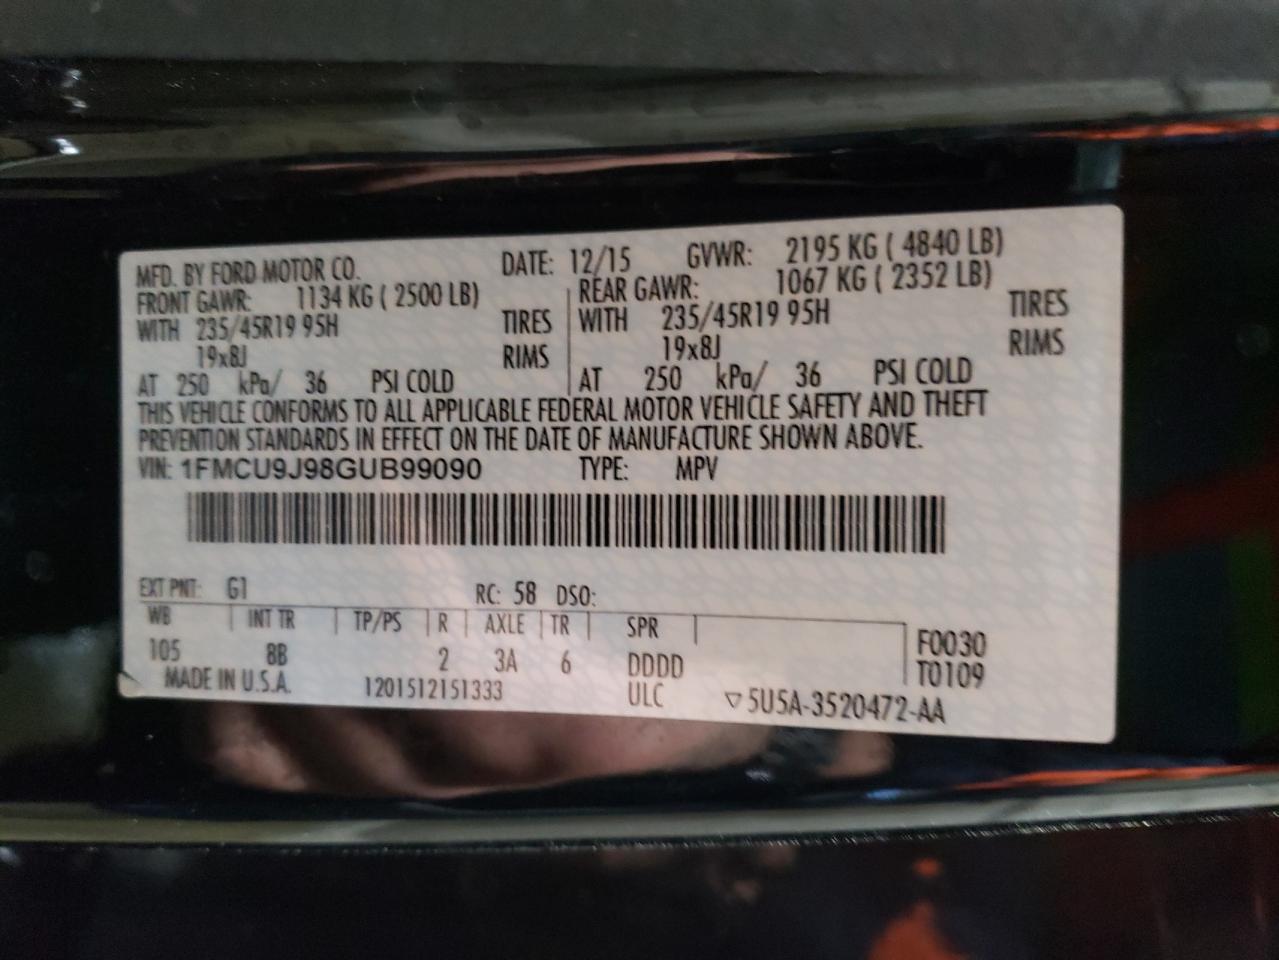 MFD. BY FORD MOTOR CO. DATE: 12/15 GVWR: 2195 KG ( 4840 LB)
FRONT GAWR: 1134 KG ( 2500 LB) REAR GAWR: 1067 KG ( 2352 LB)
WITH 235/45R19 95H TIRES WITH 235/45R19 95H TIRES
19x8J RIMS 19x8J RIMS
AT 250 kPa/ 36 PSI COLD AT 250 kPa/ 36 PSI COLD
THIS VEHICLE CONFORMS TO ALL APPLICABLE FEDERAL MOTOR VEHICLE SAFETY AND THEFT
PREVENTION STANDARDS IN EFFECT ON THE DATE OF MANUFACTURE SHOWN ABOVE.
VIN: 1FMCU9J98GUB99090 TYPE: MPV
EXT PNT: G1 RC: 58 DSO:
WB INT TR TP/PS R AXLE TR SPR
105 8B 2 3A 6 DDDD F0030
MADE IN U.S.A. 1201512151333 ULC T0109
▽5U5A-3520472-AA